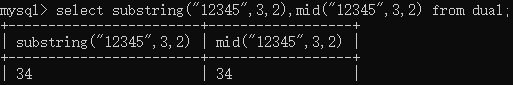 mysql> select substring("12345",3,2),mid("12345",3,2) from dual;
+------------------------+------------------+
| substring("12345",3,2) | mid("12345",3,2) |
+------------------------+------------------+
| 34                     | 34               |